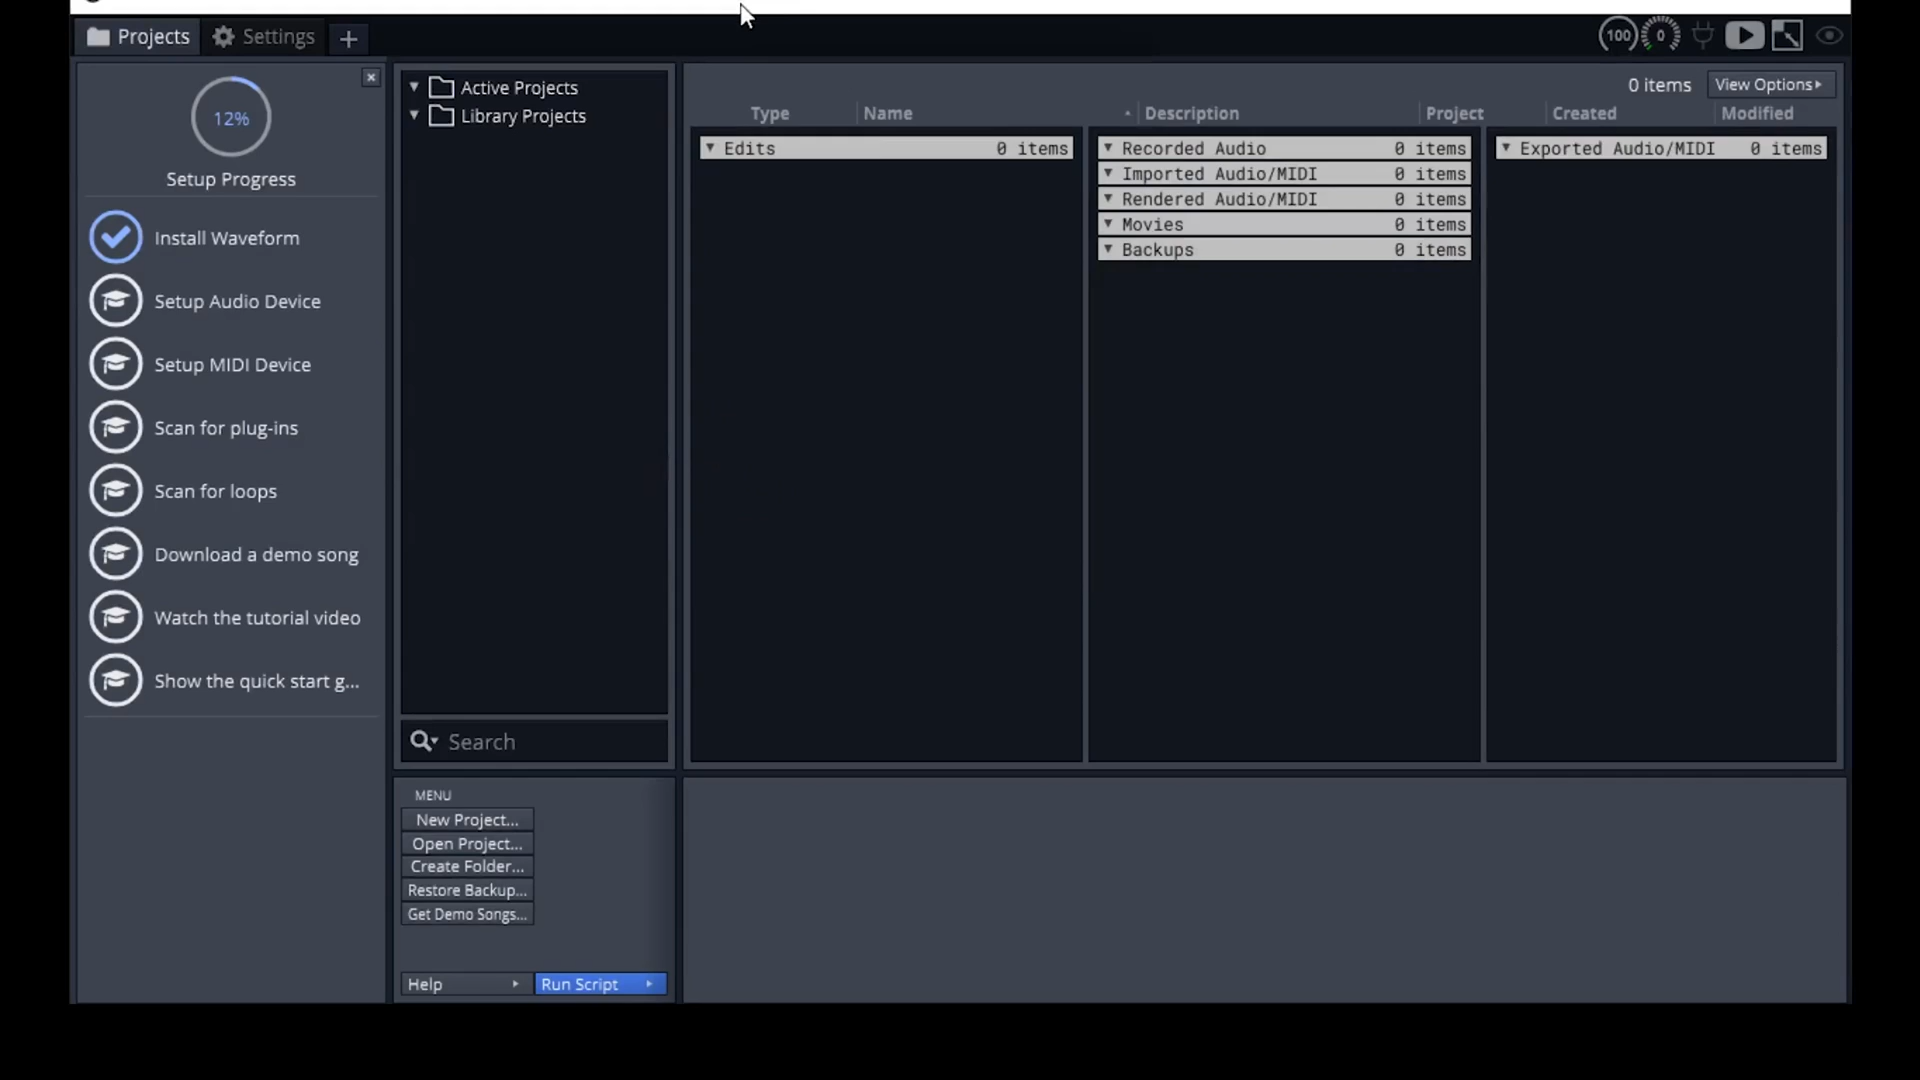 Projects
Settings
+
100
0
12%
Setup Progress
Install Waveform
Setup Audio Device
Setup MIDI Device
Scan for plug-ins
Scan for loops
Download a demo song
Watch the tutorial video
Show the quick start g...
Active Projects
Library Projects
Search
0 items
View Options
Type Name Description Project Created Modified
Edits 0 items
Recorded Audio 0 items
Imported Audio/MIDI 0 items
Rendered Audio/MIDI 0 items
Movies 0 items
Backups 0 items
Exported Audio/MIDI 0 items
MENU
New Project...
Open Project...
Create Folder...
Restore Backup...
Get Demo Songs...
Help
Run Script